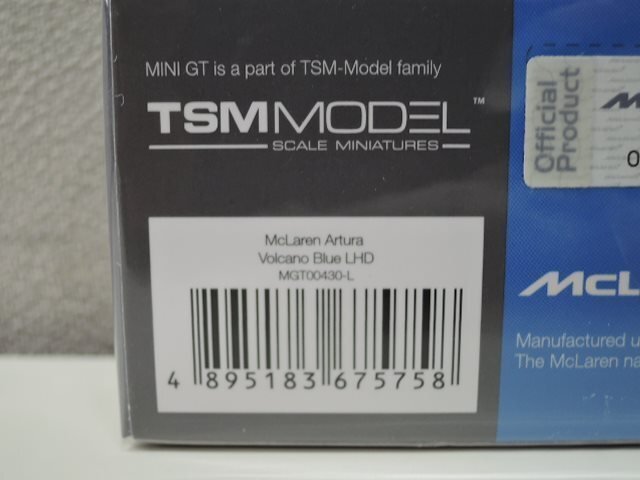 MINI GT is a part of TSM-Model family
TSMMODEL™
SCALE MINIATURES
McLaren Artura
Volcano Blue LHD
MGT00430-L
4 895183 675758
Official
Product
0
McL
Manufactured u
The McLaren na